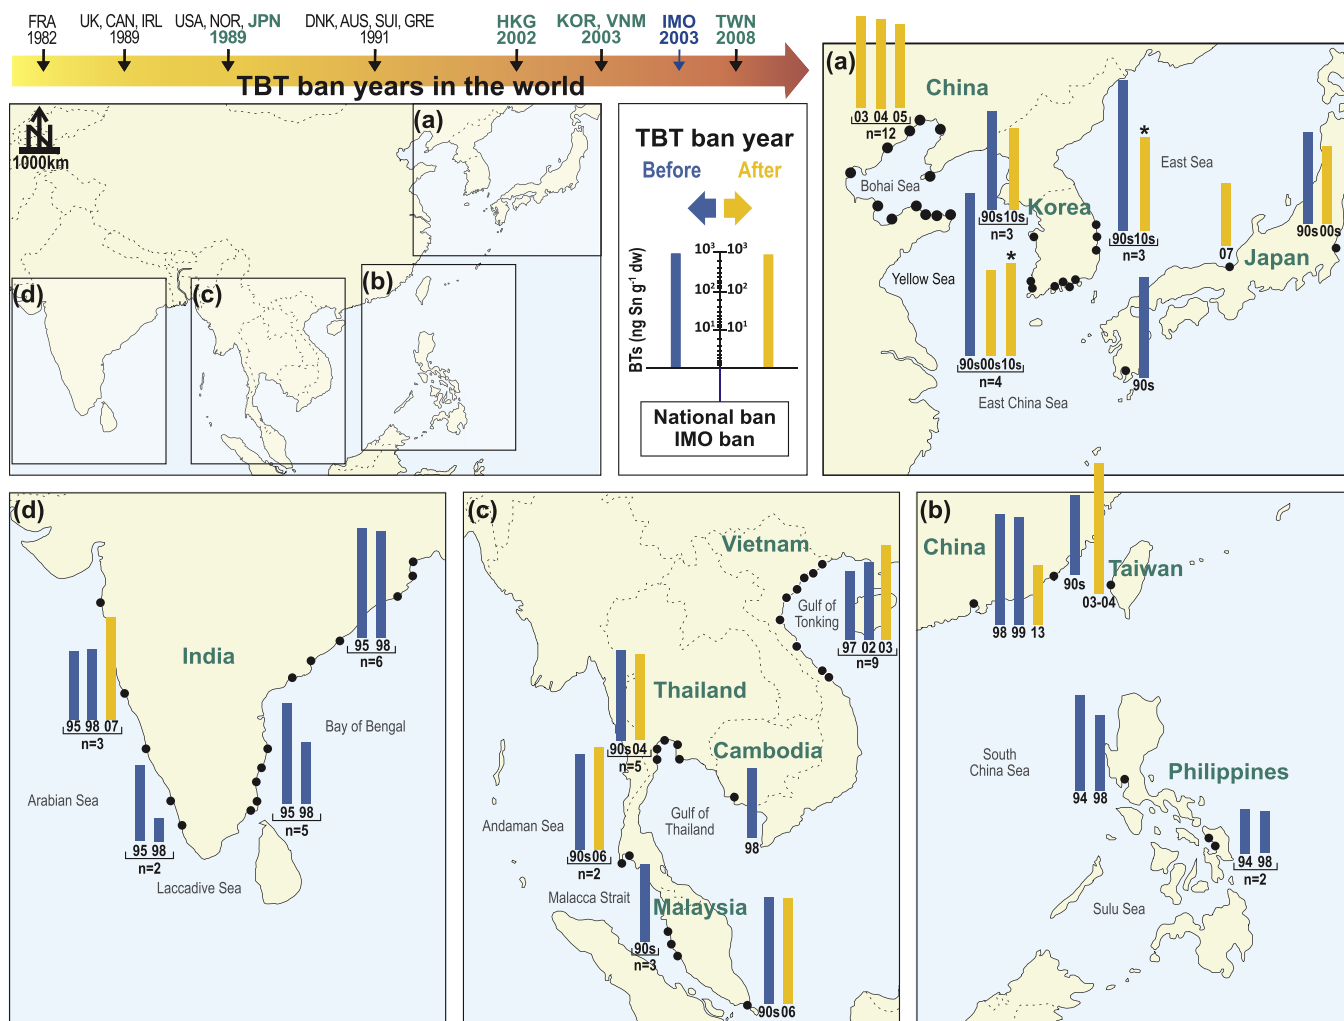 FRA
1982
UK, CAN, IRL
1989
USA, NOR, JPN
1989
DNK, AUS, SUI, GRE
1991
HKG
2002
KOR, VNM
2003
IMO
2003
TWN
2008
TBT ban years in the world
N
1000km
(a)
(b)
(c)
(d)
TBT ban year
Before
After
BTs (ng Sn g⁻¹ dw)
10³ 10³
10² 10²
10¹ 10¹
National ban
IMO ban
(a)
China
03 04 05
n=12
Bohai Sea
90s 10s
n=3
Korea
*
90s 10s
n=3
East Sea
07
90s 00s
Japan
Yellow Sea
*
90s 00s 10s
n=4
90s
East China Sea
(d)
95 98
n=6
India
95 98 07
n=3
Bay of Bengal
Arabian Sea
95 98
n=2
95 98
n=5
Laccadive Sea
(c)
Vietnam
Gulf of
Tonking
97 02 03
n=9
Thailand
90s 04
n=5
Cambodia
Andaman Sea
90s 06
n=2
Gulf of
Thailand
98
Malacca Strait
Malaysia
90s
n=3
90s 06
(b)
China
98 99 13
90s
Taiwan
03-04
South
China Sea
94 98
Philippines
94 98
n=2
Sulu Sea